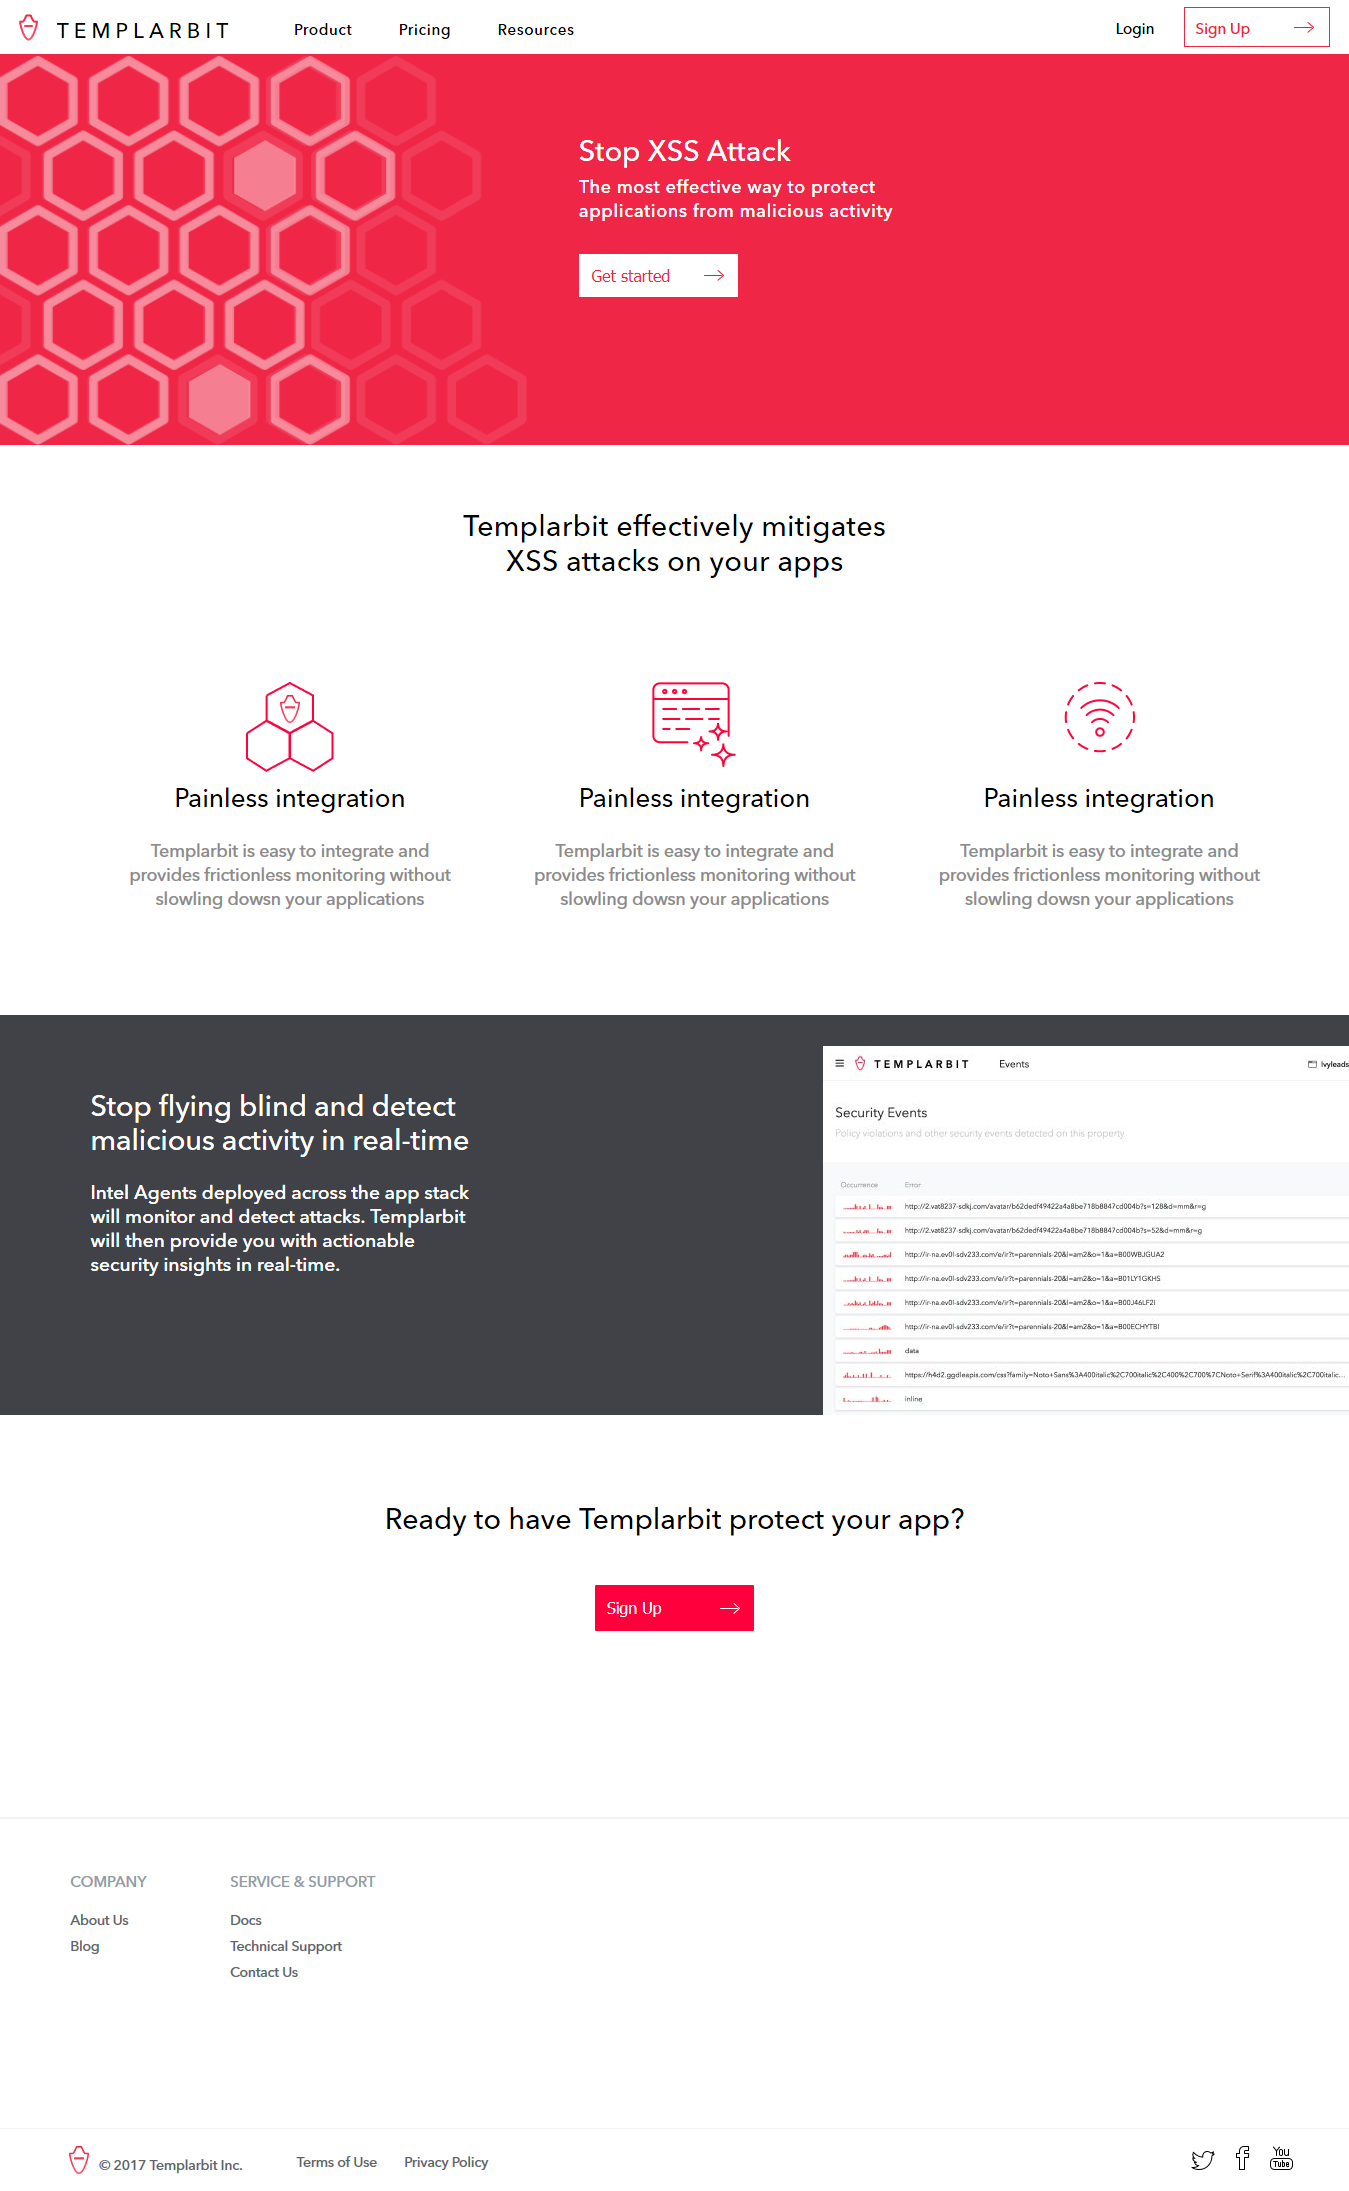 TEMPLARBIT
Product
Pricing
Resources
Login
Sign Up
Stop XSS Attack
The most effective way to protect
applications from malicious activity
Get started
Templarbit effectively mitigates
XSS attacks on your apps
Painless integration
Templarbit is easy to integrate and
provides frictionless monitoring without
slowling dowsn your applications
Painless integration
Templarbit is easy to integrate and
provides frictionless monitoring without
slowling dowsn your applications
Painless integration
Templarbit is easy to integrate and
provides frictionless monitoring without
slowling dowsn your applications
Stop flying blind and detect
malicious activity in real-time
Intel Agents deployed across the app stack
will monitor and detect attacks. Templarbit
will then provide you with actionable
security insights in real-time.
TEMPLARBIT
Events
Ivyleads
Security Events
Policy violations and other security events detected on this property
Occurrence
Error
http://2.vat8237-sdkj.com/avatar/b62dedf49422a4a8be718b8847cd004b?s=128&d=mm&r=g
http://2.vat8237-sdkj.com/avatar/b62dedf49422a4a8be718b8847cd004b?s=52&d=mm&r=g
http://ir-na.ev0l-sdv233.com/e/ir?t=parennials-20&l=am2&o=1&a=B00WBJGUA2
http://ir-na.ev0l-sdv233.com/e/ir?t=parennials-20&l=am2&o=1&a=B01LY1GKHS
http://ir-na.ev0l-sdv233.com/e/ir?t=parennials-20&l=am2&o=1&a=B00J46LF2I
http://ir-na.ev0l-sdv233.com/e/ir?t=parennials-20&l=am2&o=1&a=B00ECHYTBI
data
https://h4d2.ggdleapis.com/css?family=Noto+Sans%3A400italic%2C700italic%2C400%2C700%7CNoto+Serif%3A400italic%2C700italic...
inline
Ready to have Templarbit protect your app?
Sign Up
COMPANY
About Us
Blog
SERVICE & SUPPORT
Docs
Technical Support
Contact Us
© 2017 Templarbit Inc.
Terms of Use
Privacy Policy
You
Tube